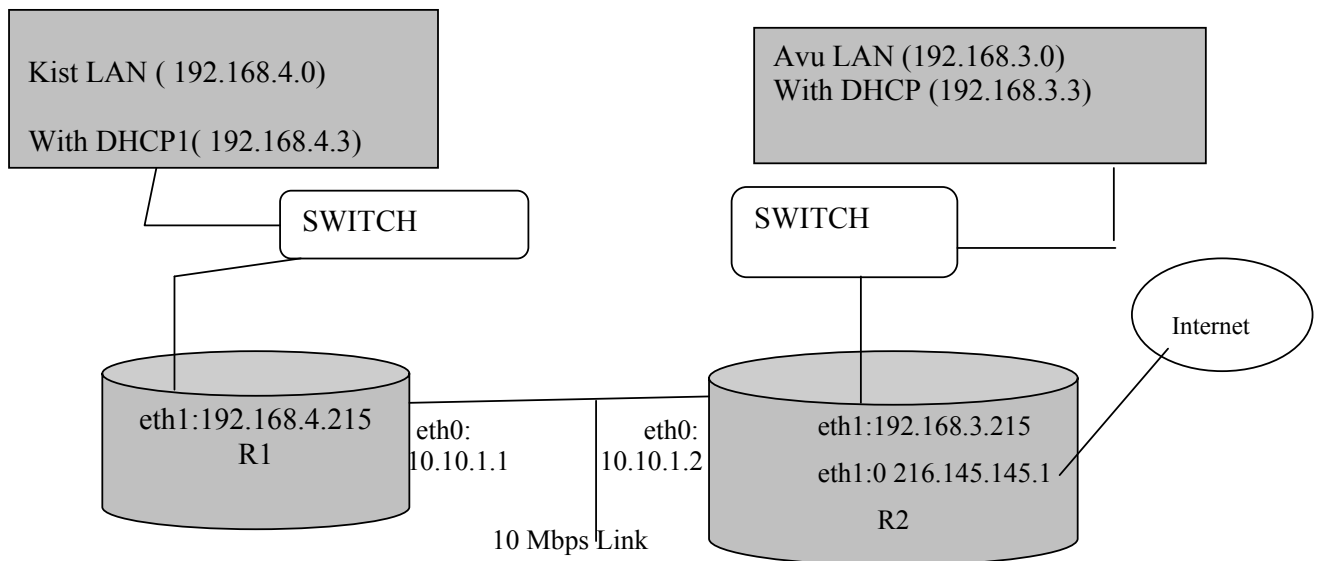 Kist LAN ( 192.168.4.0)
With DHCP1( 192.168.4.3)
Avu LAN (192.168.3.0)
With DHCP (192.168.3.3)
SWITCH
SWITCH
Internet
eth1:192.168.4.215
R1
eth0:
10.10.1.1
eth0:
10.10.1.2
eth1:192.168.3.215
eth1:0 216.145.145.1
R2
10 Mbps Link